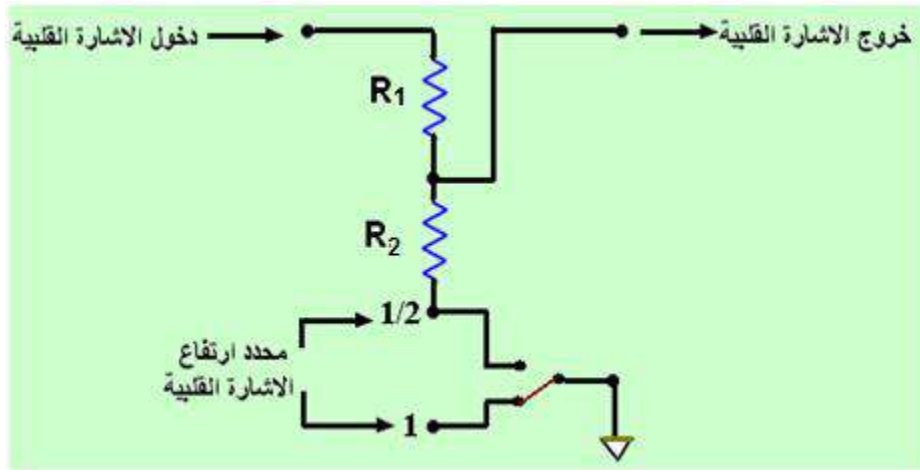 دخول الاشارة القلبية
خروج الاشارة القلبية
R1
R2
1/2
محدد ارتفاع
الاشارة القلبية
1